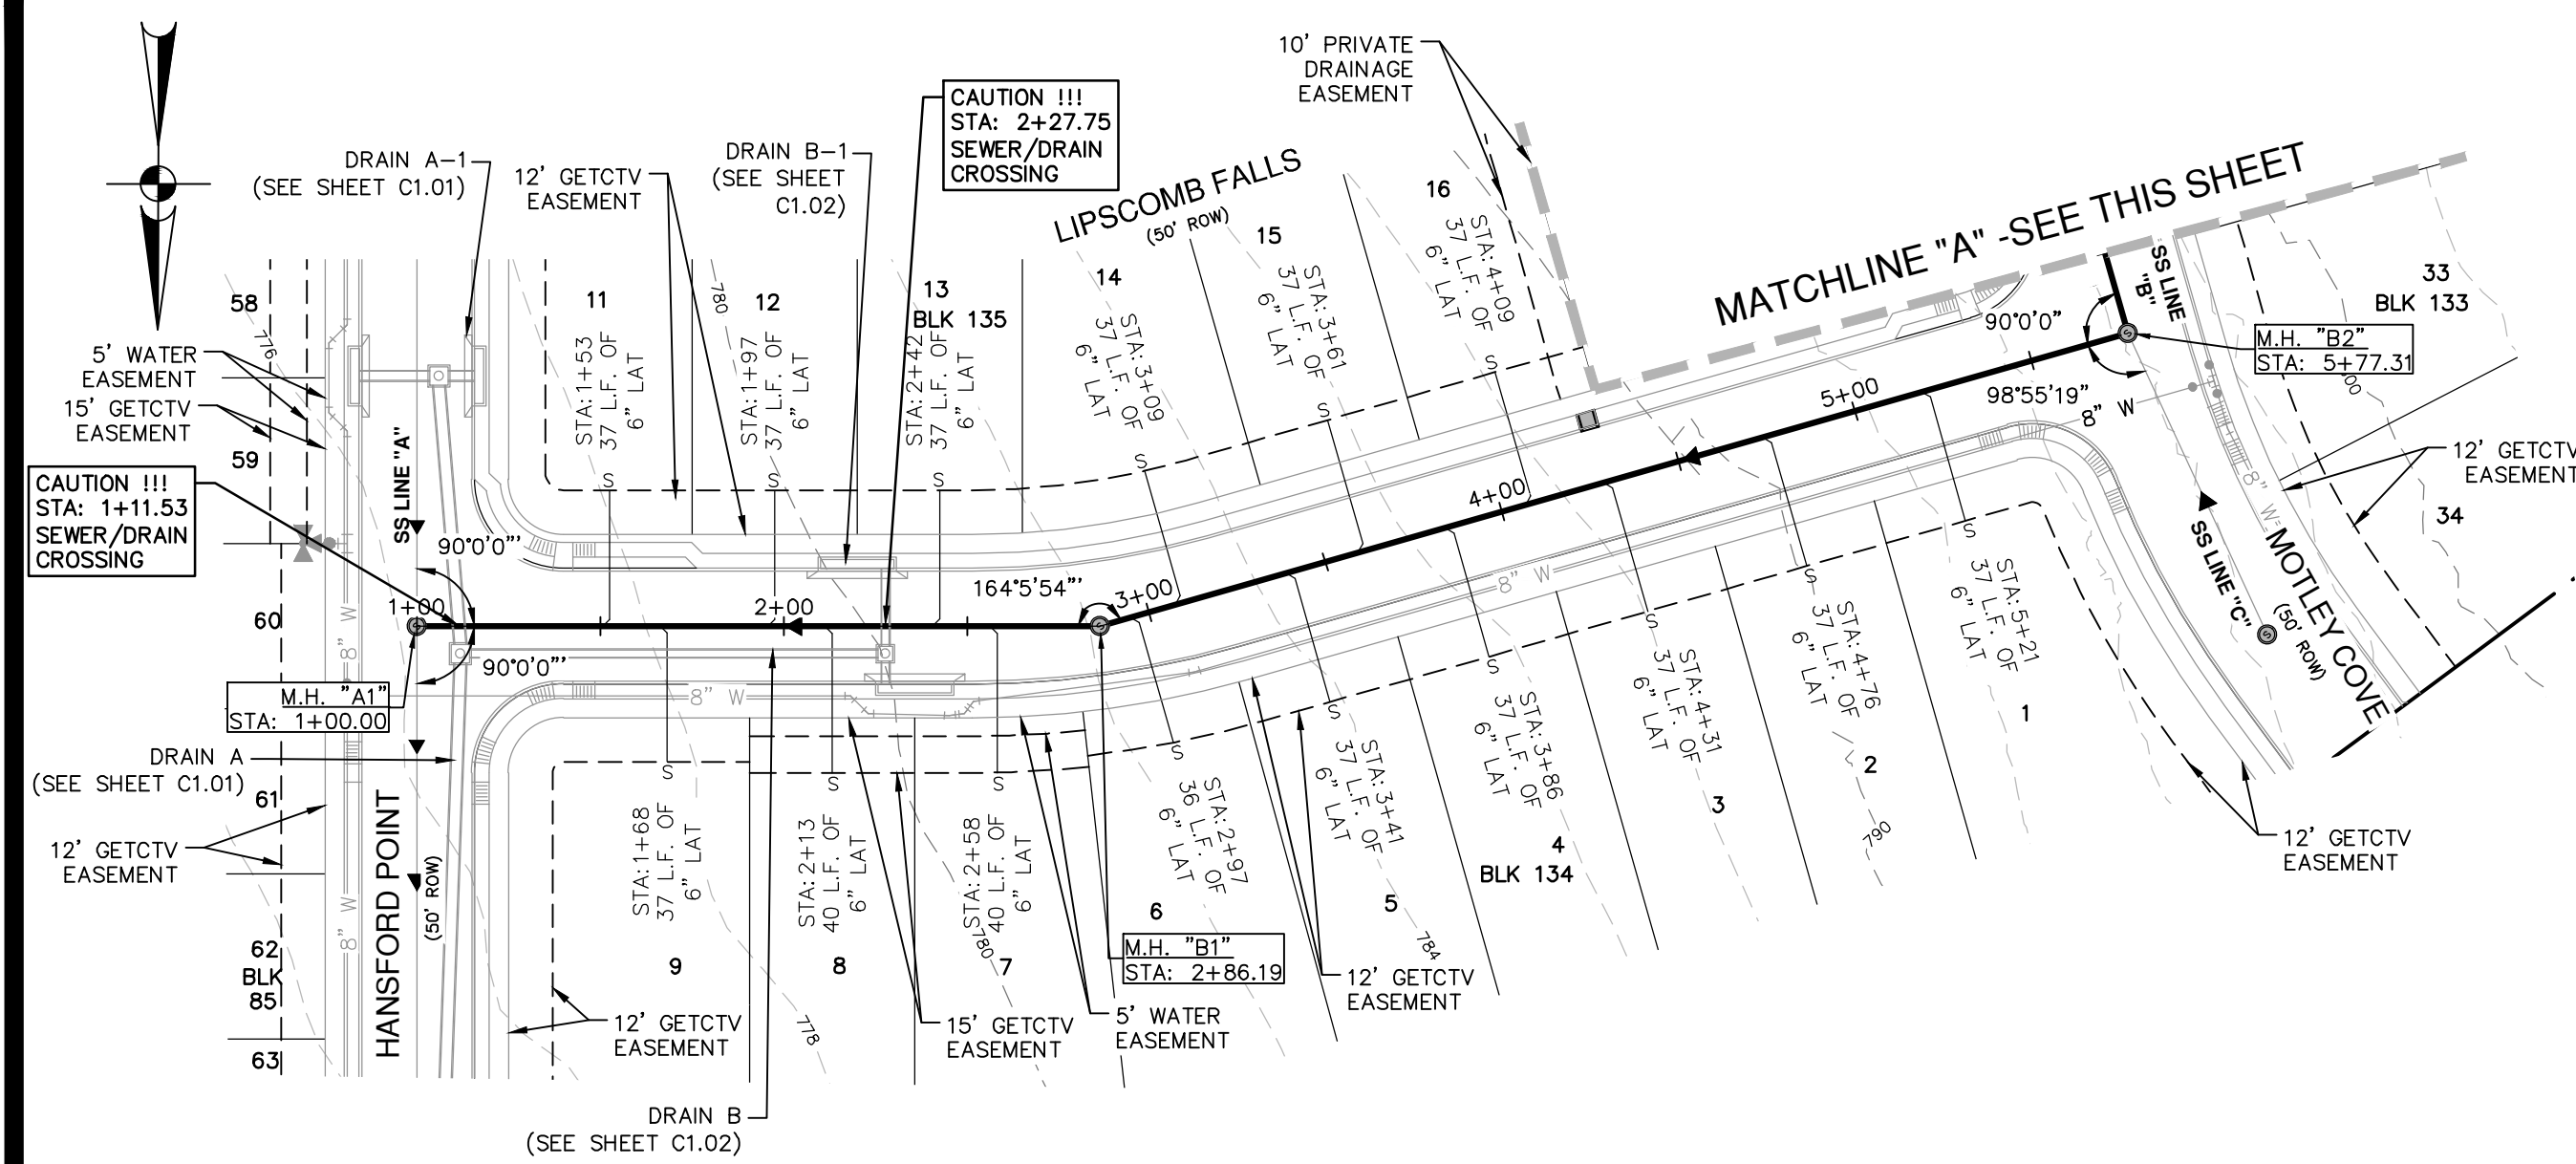 10' PRIVATE
DRAINAGE
EASEMENT
CAUTION !!!
STA: 2+27.75
SEWER/DRAIN
CROSSING
DRAIN A-1
(SEE SHEET C1.01)
12' GETCTV
EASEMENT
DRAIN B-1
(SEE SHEET
C1.02)
LIPSCOMB FALLS
(50' ROW)
MATCHLINE "A" -SEE THIS SHEET
58
776
5' WATER
EASEMENT
15' GETCTV
EASEMENT
59
SS LINE "A"
CAUTION !!!
STA: 1+11.53
SEWER/DRAIN
CROSSING
11
STA:1+53
37 L.F. OF
6" LAT
S
780
12
STA:1+97
37 L.F. OF
6" LAT
S
13
BLK 135
STA:2+42
37 L.F. OF
6" LAT
S
14
STA:3+09
37 L.F. OF
6" LAT
S
15
STA:3+61
37 L.F. OF
6" LAT
S
16
STA:4+09
37 L.F. OF
6" LAT
S
SS LINE
"B"
33
BLK 133
90°0'0"
M.H. "B2"
STA: 5+77.31
98°55'19"
8" W
12' GETCTV
EASEMENT
34
8" W
MOTLEY COVE
(50' ROW)
SS LINE "C"
S
S
90°0'0"'
1+00
2+00
164°5'54"'
3+00
4+00
5+00
S
S
60
8" W
90°0'0"'
M.H. "A1"
STA: 1+00.00
8" W
8" W
DRAIN A
(SEE SHEET C1.01)
61
12' GETCTV
EASEMENT
HANSFORD POINT
(50' ROW)
8" W
62
BLK
85
63
S
STA:1+68
37 L.F. OF
6" LAT
9
S
STA:2+13
40 L.F. OF
6" LAT
8
778
S
STA:2+58
40 L.F. OF
6" LAT
780
7
S
STA:2+97
36 L.F. OF
6" LAT
6
M.H. "B1"
STA: 2+86.19
S
STA:3+41
37 L.F. OF
6" LAT
5
784
S
STA:3+86
37 L.F. OF
6" LAT
4
BLK 134
S
STA:4+31
37 L.F. OF
6" LAT
3
S
STA:4+76
37 L.F. OF
6" LAT
2
790
S
STA:5+21
37 L.F. OF
6" LAT
1
12' GETCTV
EASEMENT
12' GETCTV
EASEMENT
15' GETCTV
EASEMENT
5' WATER
EASEMENT
12' GETCTV
EASEMENT
DRAIN B
(SEE SHEET C1.02)